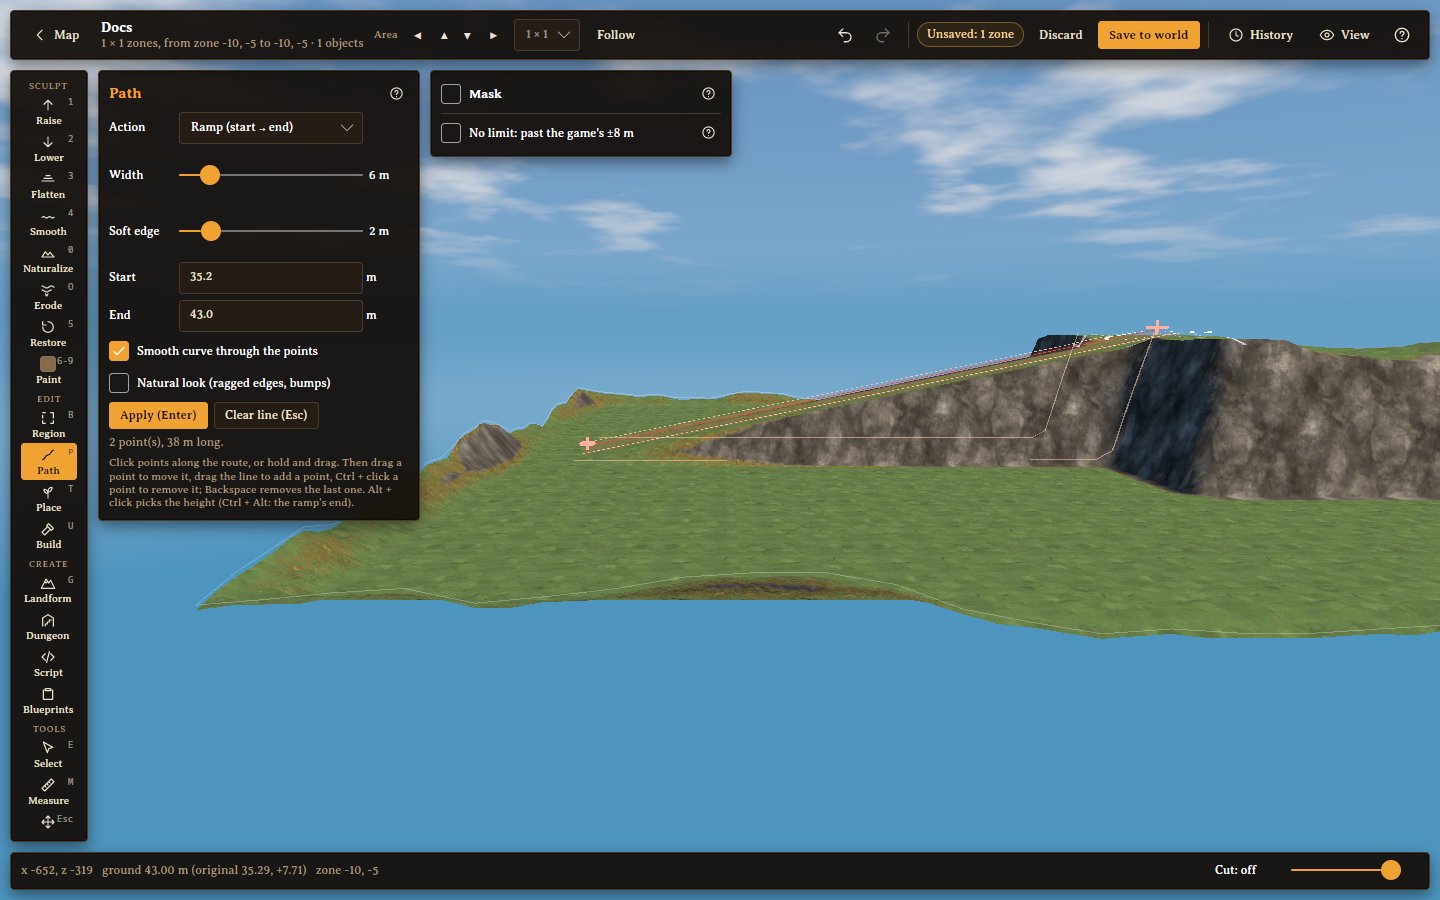 Map
Docs
1 × 1 zones, from zone -10, -5 to -10, -5 · 1 objects
Area
1 × 1
Follow
Unsaved: 1 zone
Discard
Save to world
History
View
SCULPT
1
Raise
2
Lower
3
Flatten
4
Smooth
0
Naturalize
O
Erode
5
Restore
6-9
Paint
EDIT
B
Region
P
Path
T
Place
U
Build
CREATE
G
Landform
Dungeon
Script
Blueprints
TOOLS
E
Select
M
Measure
Esc
Path
Action
Ramp (start → end)
Width
6 m
Soft edge
2 m
Start
35.2
m
End
43.0
m
Smooth curve through the points
Natural look (ragged edges, bumps)
Apply (Enter)
Clear line (Esc)
2 point(s), 38 m long.
Click points along the route, or hold and drag. Then drag a
point to move it, drag the line to add a point, Ctrl + click a
point to remove it; Backspace removes the last one. Alt +
click picks the height (Ctrl + Alt: the ramp's end).
Mask
No limit: past the game's ±8 m
x -652, z -319 ground 43.00 m (original 35.29, +7.71) zone -10, -5
Cut: off